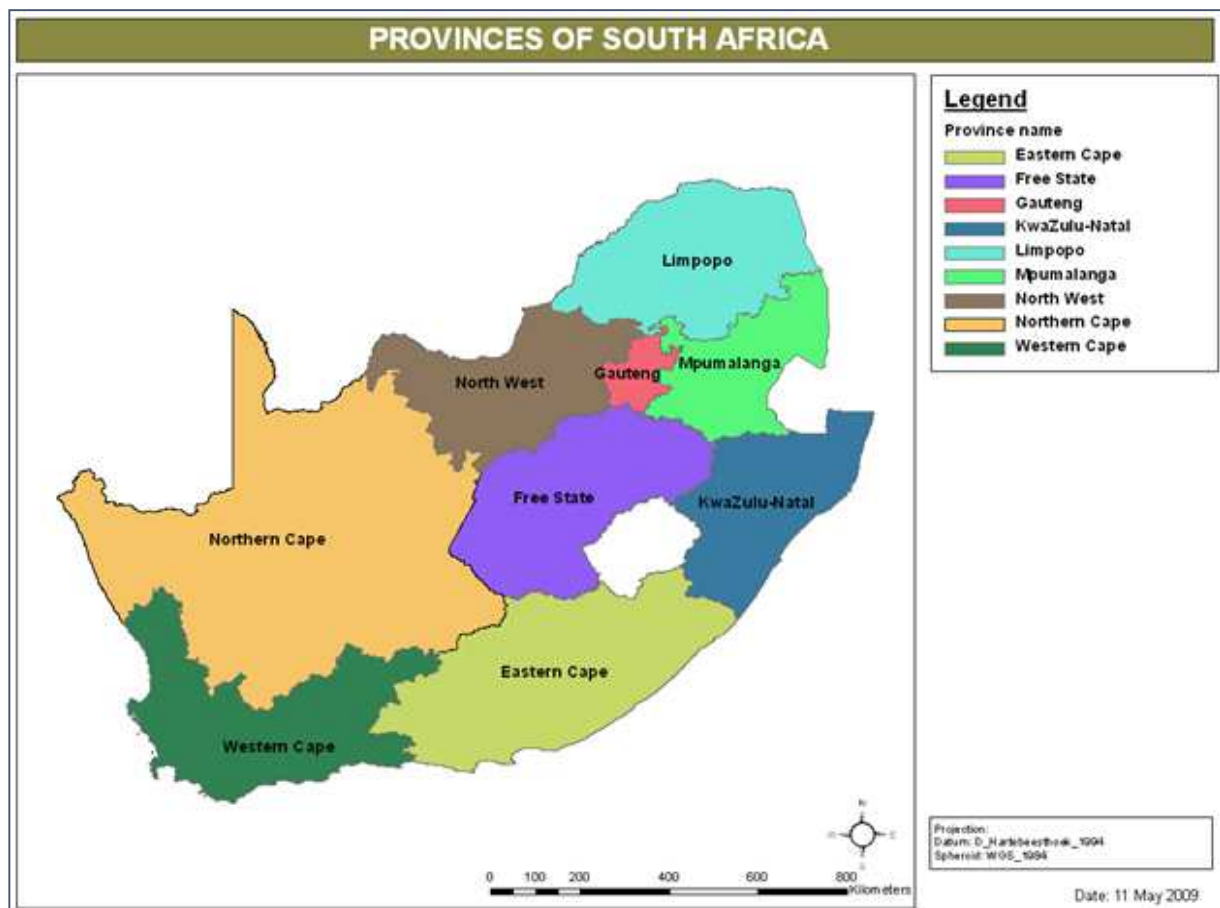 PROVINCES OF SOUTH AFRICA
Legend
Province name
Eastern Cape
Free State
Gauteng
KwaZulu-Natal
Limpopo
Mpumalanga
North West
Northern Cape
Western Cape
Limpopo
Mpumalanga
Gauteng
North West
Free State
KwaZulu-Natal
Northern Cape
Eastern Cape
Western Cape
N
W E
S
0 100 200 400 600 800
Kilometers
Projection:
Datum: D_Hartebeesthoek_1994
Spheroid: WGS_1984
Date: 11 May 2009